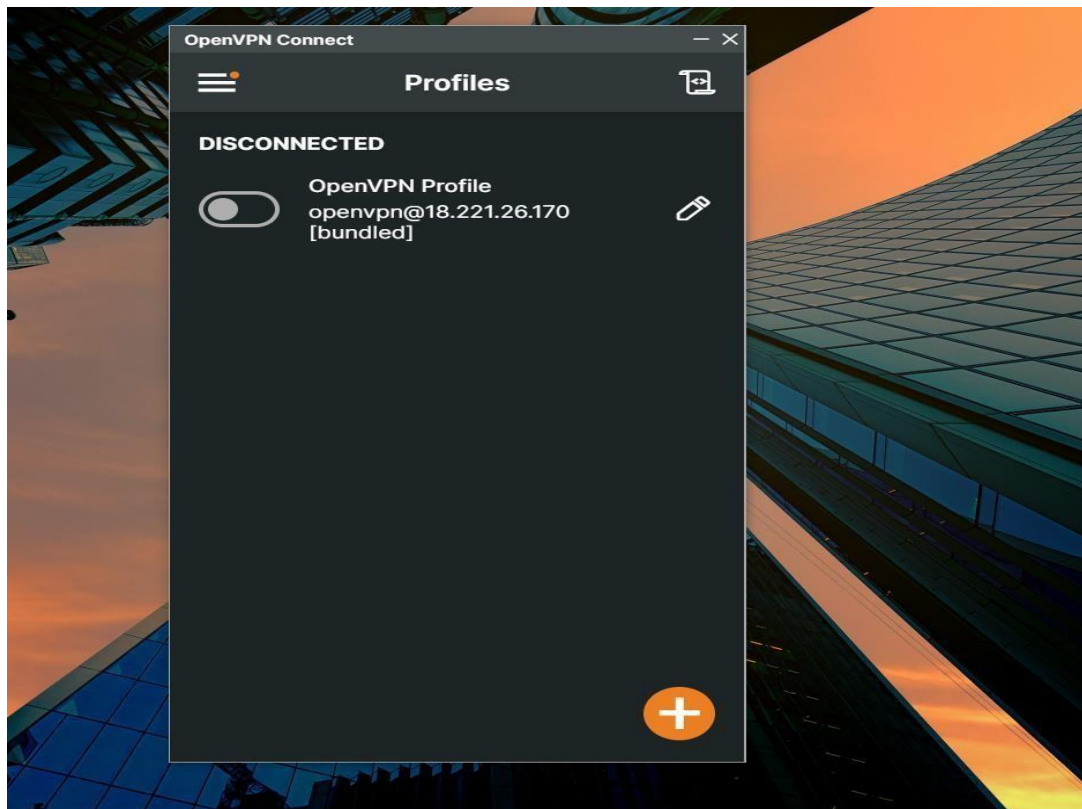 OpenVPN Connect
Profiles
DISCONNECTED
OpenVPN Profile
openvpn@18.221.26.170
[bundled]